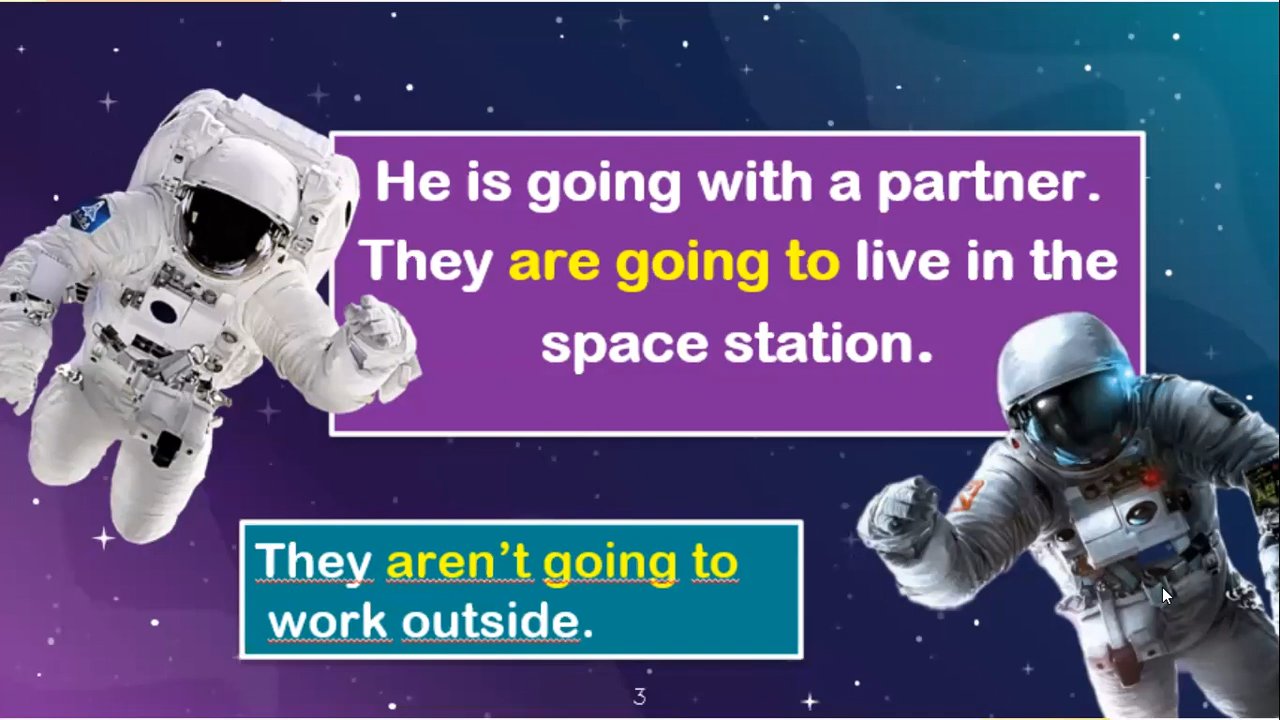 He is going with a partner.
They are going to live in the
space station.
They aren’t going to
work outside.
3